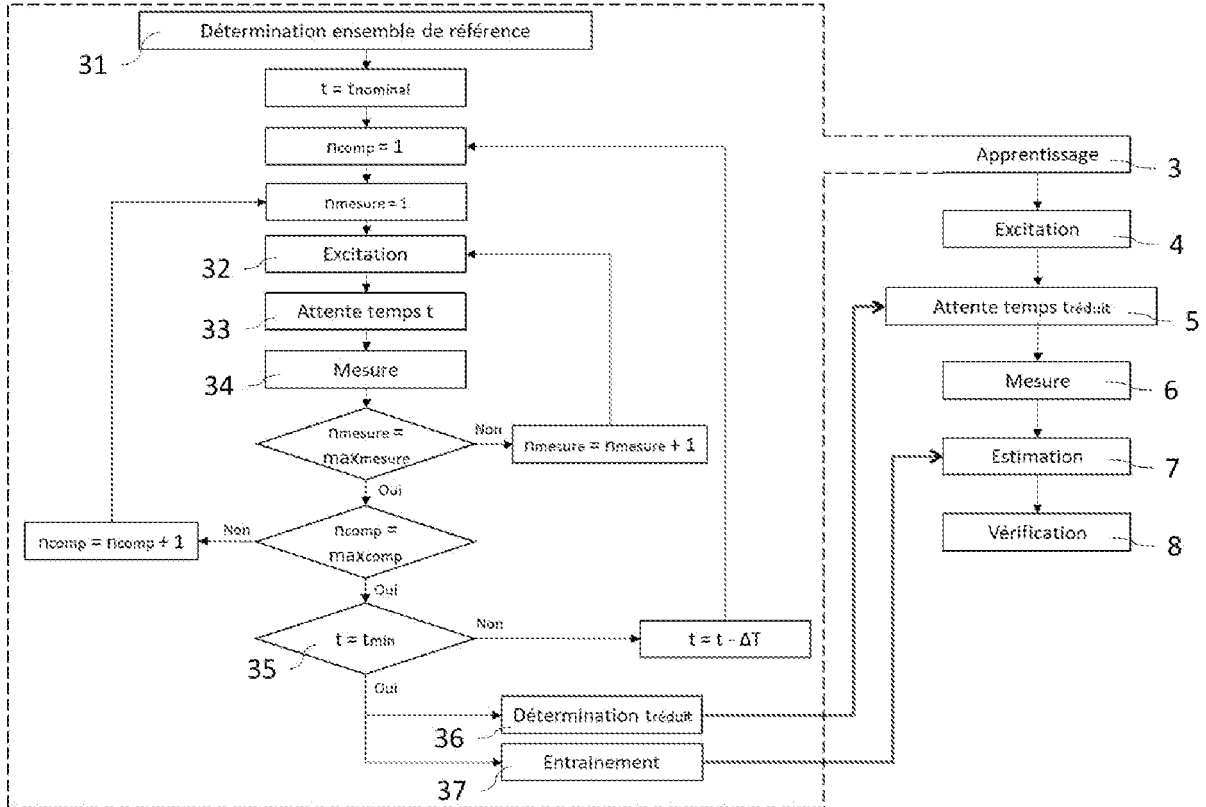 Détermination ensemble de référence
31
t = tnominal
ncomp = 1
nmesure = 1
Excitation
32
Attente temps t
33
Mesure
34
nmesure =
maxmesure
Non
nmesure = nmesure + 1
Oui
ncomp =
maxcomp
Non
ncomp = ncomp + 1
Oui
t = tmin
35
Non
t = t - ΔT
Oui
Détermination tréduit
36
Entrainement
37
Apprentissage
3
Excitation
4
Attente temps tréduit
5
Mesure
6
Estimation
7
Vérification
8